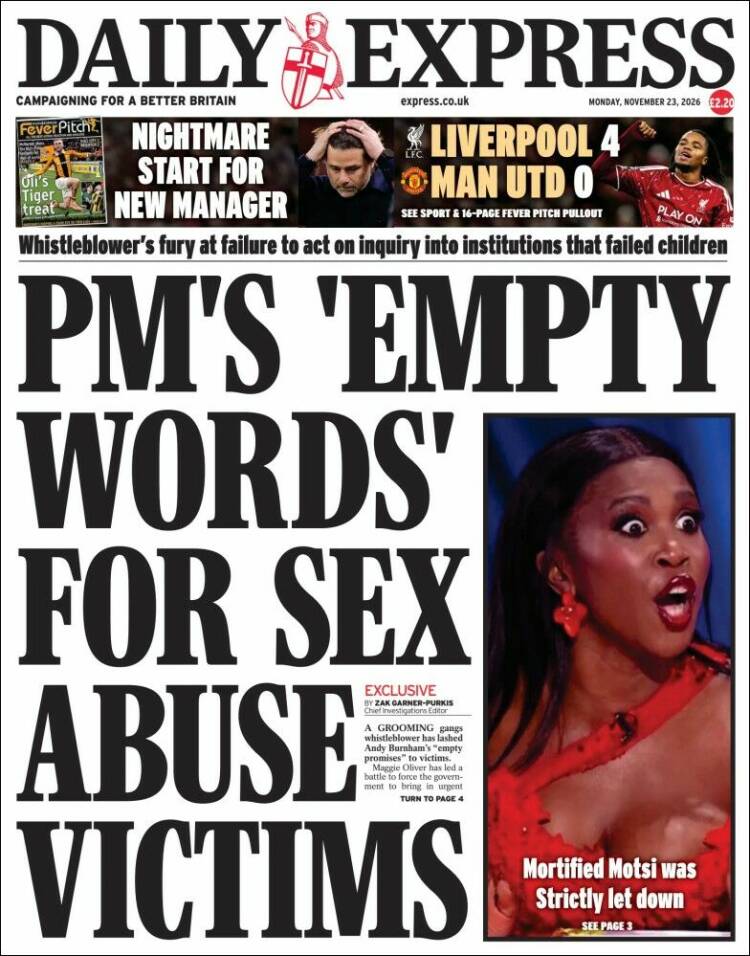 DAILY EXPRESS
CAMPAIGNING FOR A BETTER BRITAIN
express.co.uk
MONDAY, NOVEMBER 23, 2026
£2.20
Fever Pitch
Oli's
Tiger
treat
NIGHTMARE
START FOR
NEW MANAGER
L.F.C.
LIVERPOOL 4
MAN UTD 0
SEE SPORT & 16-PAGE FEVER PITCH PULLOUT
PLAY ON
Whistleblower's fury at failure to act on inquiry into institutions that failed children
PM'S 'EMPTY
WORDS'
FOR SEX
ABUSE
VICTIMS
EXCLUSIVE
BY ZAK GARNER-PURKIS
Chief Investigations Editor
A GROOMING gangs
whistleblower has lashed
Andy Burnham's "empty
promises" to victims.
Maggie Oliver has led a
battle to force the govern-
ment to bring in urgent
TURN TO PAGE 4
Mortified Motsi was
Strictly let down
SEE PAGE 3